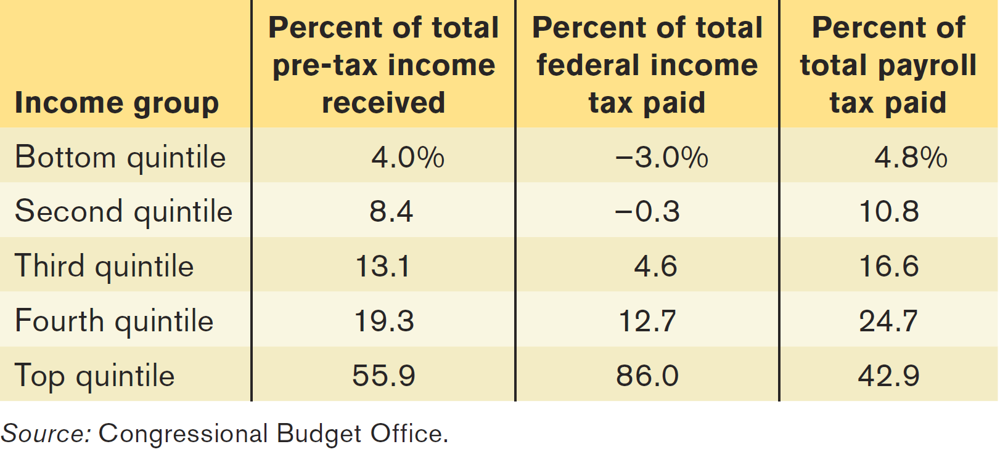 Income group Percent of total pre-tax income received Percent of total federal income tax paid Percent of total payroll tax paid
Bottom quintile 4.0% −3.0% 4.8%
Second quintile 8.4 −0.3 10.8
Third quintile 13.1 4.6 16.6
Fourth quintile 19.3 12.7 24.7
Top quintile 55.9 86.0 42.9
Source: Congressional Budget Office.